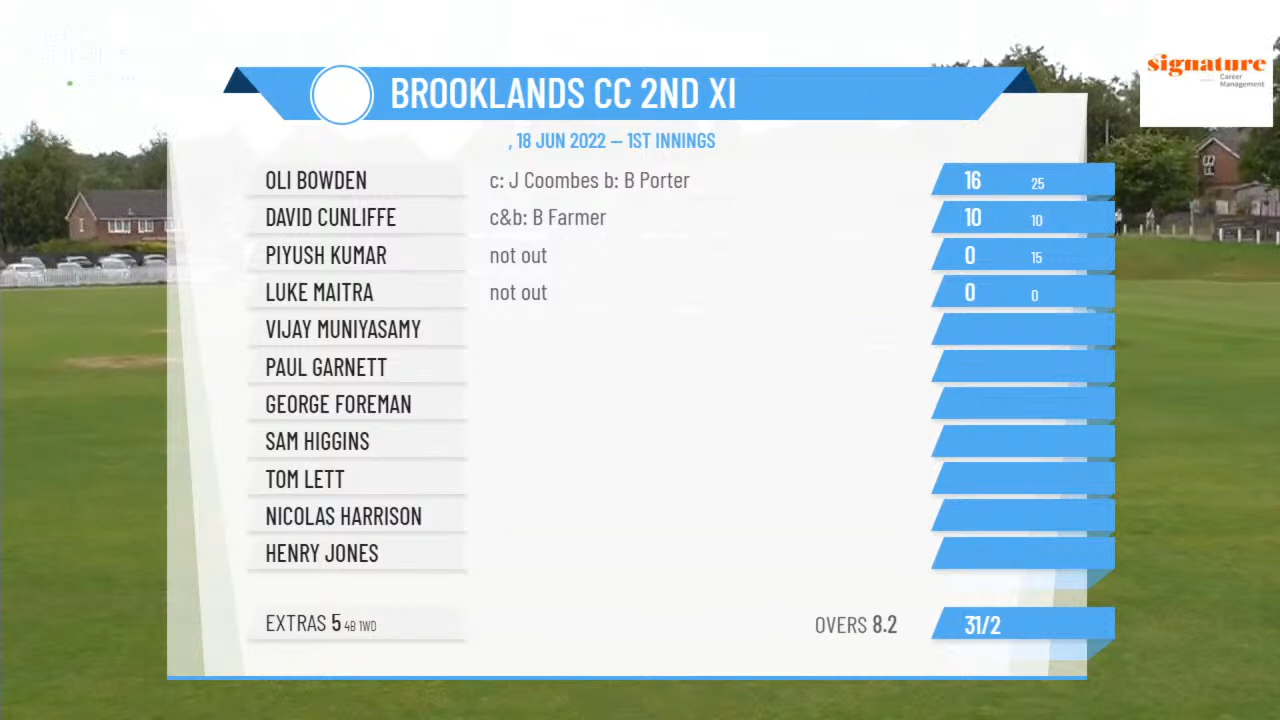 signature
Career
Management
BROOKLANDS CC 2ND XI
, 18 JUN 2022 – 1ST INNINGS
OLI BOWDEN c: J Coombes b: B Porter 16 25
DAVID CUNLIFFE c&b: B Farmer 10 10
PIYUSH KUMAR not out 0 15
LUKE MAITRA not out 0 0
VIJAY MUNIYASAMY
PAUL GARNETT
GEORGE FOREMAN
SAM HIGGINS
TOM LETT
NICOLAS HARRISON
HENRY JONES
EXTRAS 5 4B 1WD OVERS 8.2 31/2